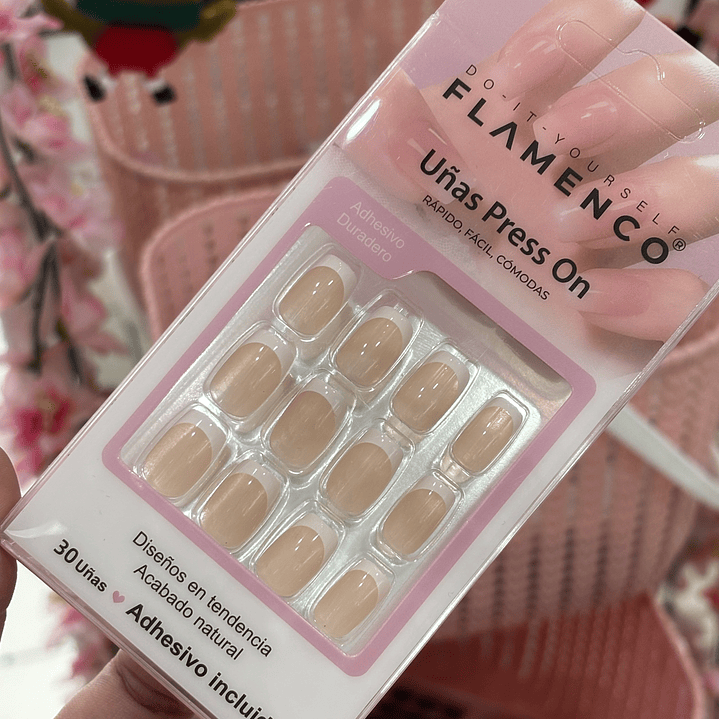 DO-IT-YOURSELF
FLAMENCO®
Uñas Press On
RÁPIDO, FÁCIL, CÓMODAS
Adhesivo
Duradero
Diseños en tendencia
Acabado natural
30 Uñas
Adhesivo incluid